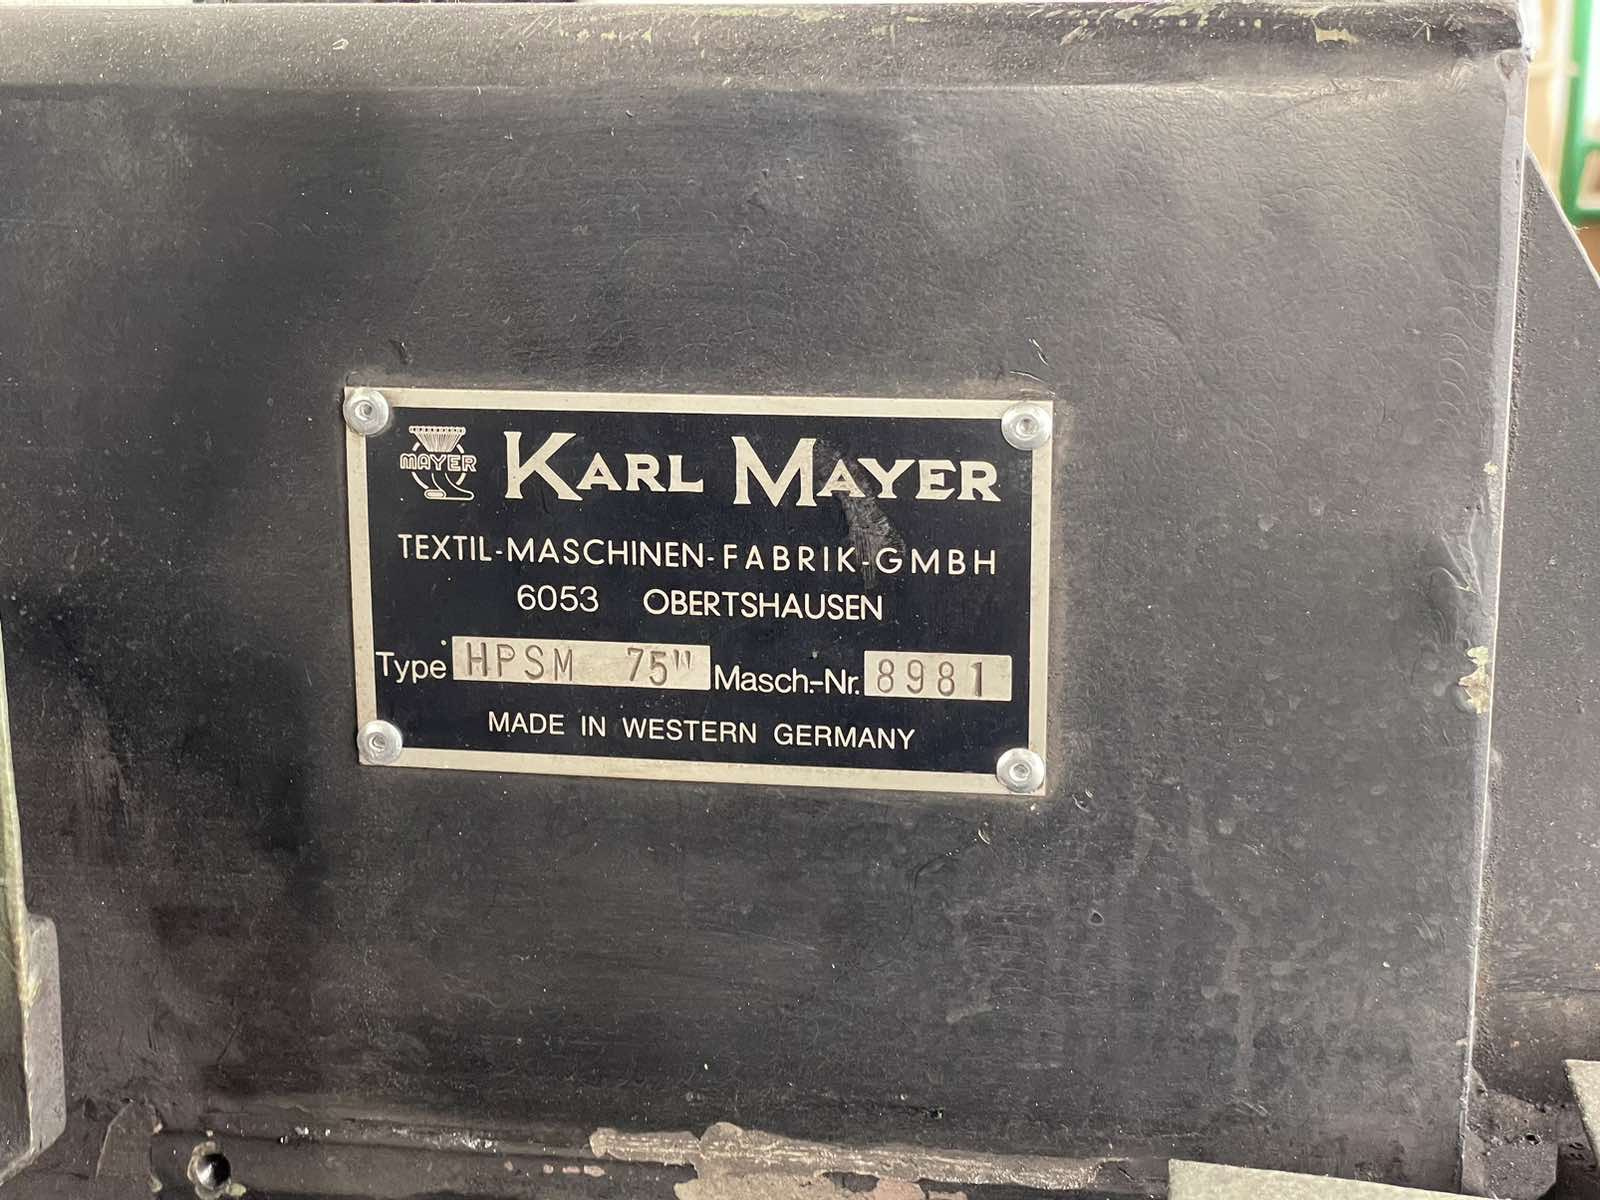 MAYER KARL MAYER
TEXTIL-MASCHINEN-FABRIK-GMBH
6053 OBERTSHAUSEN
Type HPSM 75" Masch.-Nr. 8981
MADE IN WESTERN GERMANY